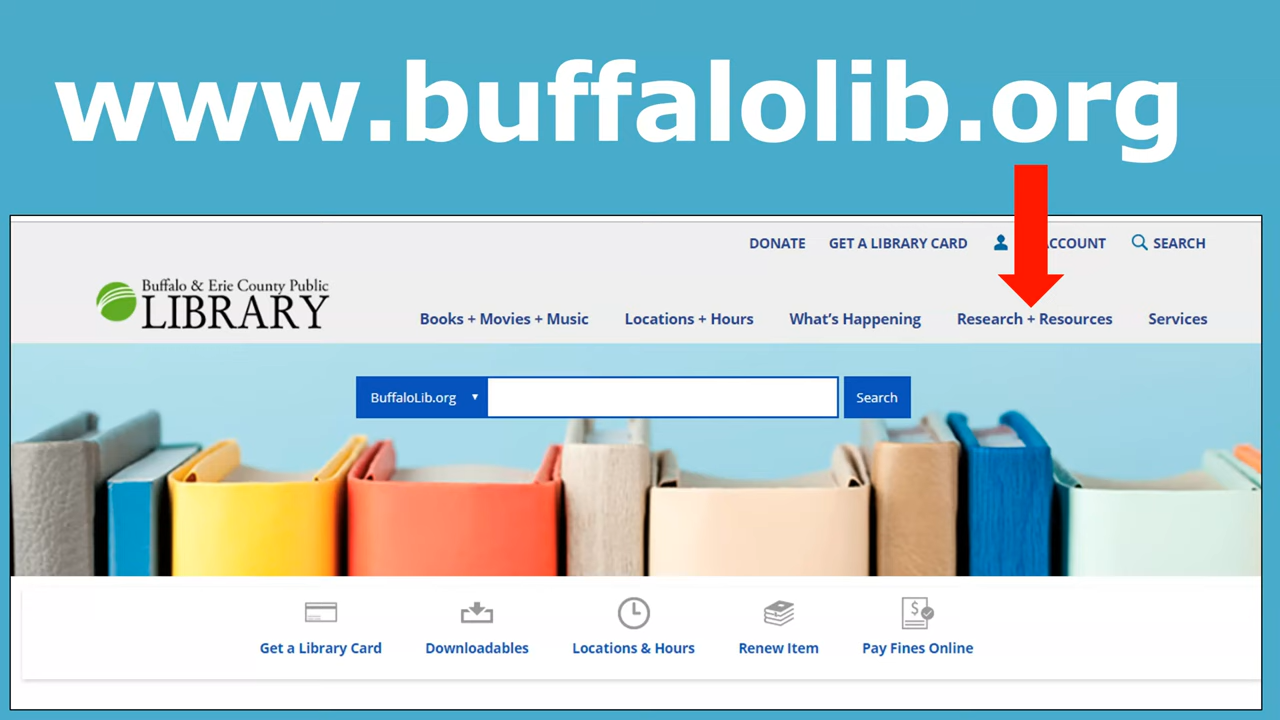 www.buffalolib.org
DONATE GET A LIBRARY CARD ACCOUNT SEARCH
Buffalo & Erie County Public
LIBRARY
Books + Movies + Music Locations + Hours What's Happening Research + Resources Services
BuffaloLib.org Search
Get a Library Card Downloadables Locations & Hours Renew Item Pay Fines Online